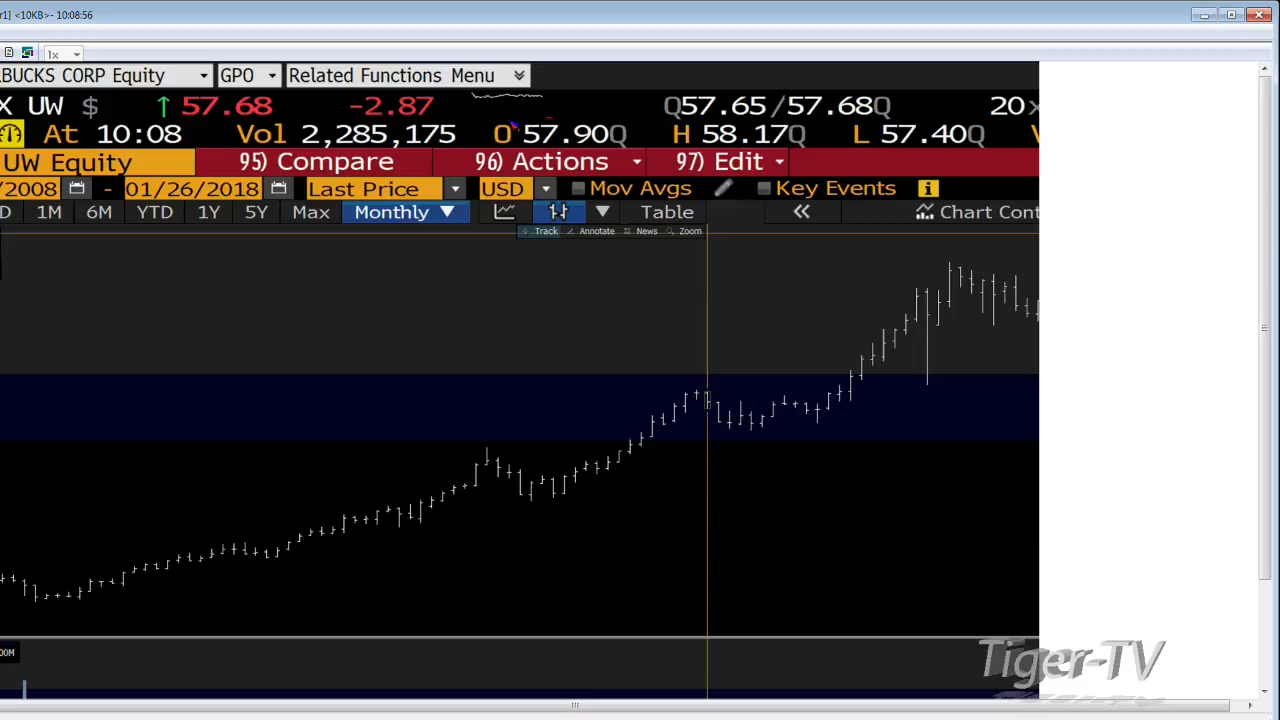 r1] <10KB> - 10:08:56
1x
BUCKS CORP Equity GPO Related Functions Menu
X UW $ ↑ 57.68 -2.87 Q57.65/57.68Q 20x
At 10:08 Vol 2,285,175 O 57.90Q H 58.17Q L 57.40Q
UW Equity 95) Compare 96) Actions 97) Edit
/2008 - 01/26/2018 Last Price USD Mov Avgs Key Events
D 1M 6M YTD 1Y 5Y Max Monthly ▼ Table « Chart Cont
Track Annotate News Zoom
OOM
Tiger-TV